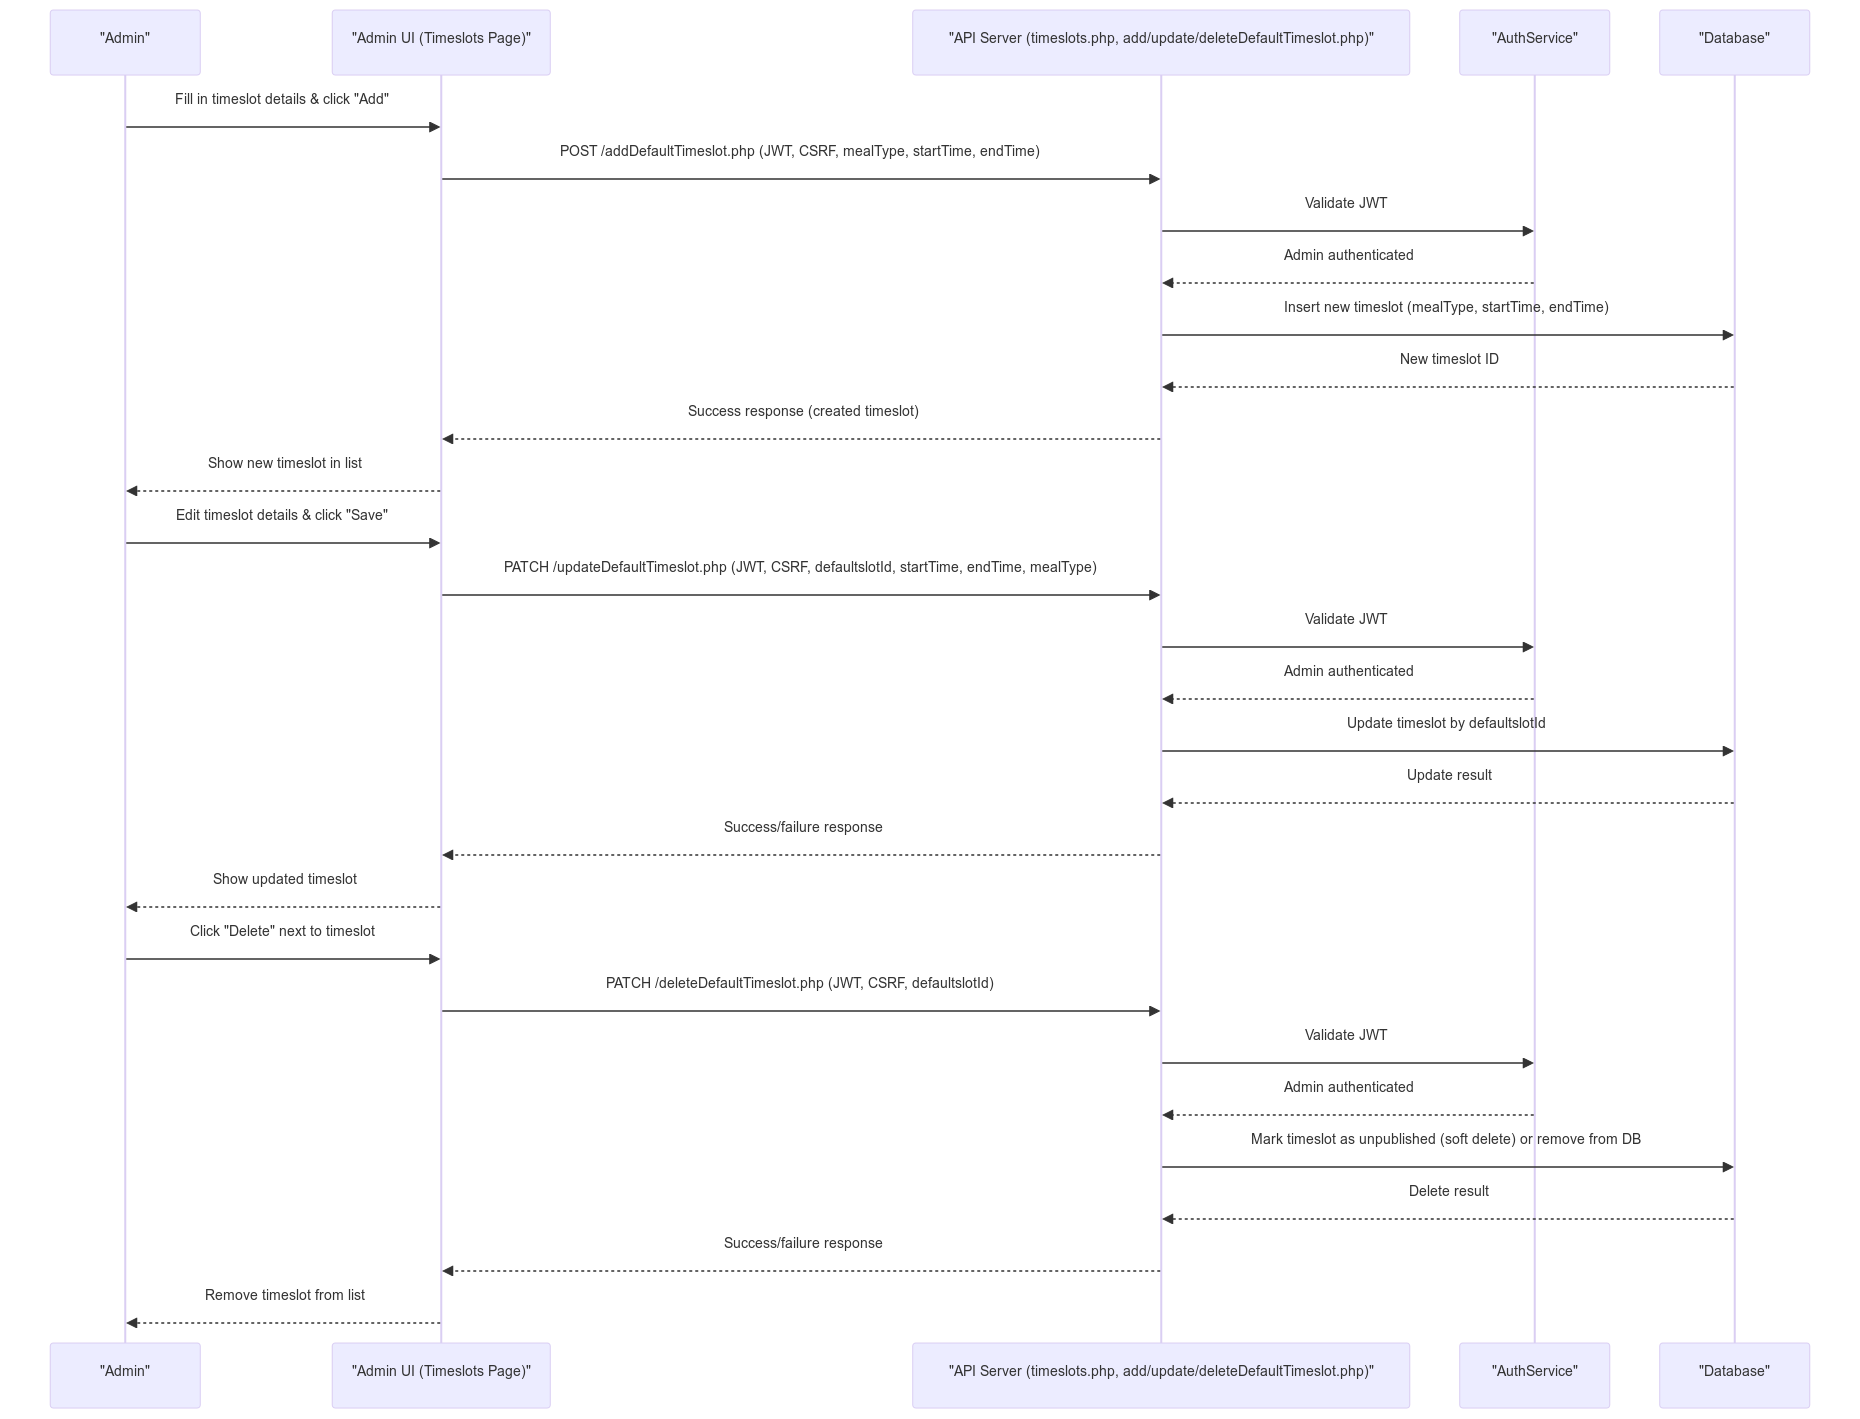 "Admin"
"Admin UI (Timeslots Page)"
"API Server (timeslots.php, add/update/deleteDefaultTimeslot.php)"
"AuthService"
"Database"
Fill in timeslot details & click "Add"
POST /addDefaultTimeslot.php (JWT, CSRF, mealType, startTime, endTime)
Validate JWT
Admin authenticated
Insert new timeslot (mealType, startTime, endTime)
New timeslot ID
Success response (created timeslot)
Show new timeslot in list
Edit timeslot details & click "Save"
PATCH /updateDefaultTimeslot.php (JWT, CSRF, defaultslotId, startTime, endTime, mealType)
Validate JWT
Admin authenticated
Update timeslot by defaultslotId
Update result
Success/failure response
Show updated timeslot
Click "Delete" next to timeslot
PATCH /deleteDefaultTimeslot.php (JWT, CSRF, defaultslotId)
Validate JWT
Admin authenticated
Mark timeslot as unpublished (soft delete) or remove from DB
Delete result
Success/failure response
Remove timeslot from list
"Admin"
"Admin UI (Timeslots Page)"
"API Server (timeslots.php, add/update/deleteDefaultTimeslot.php)"
"AuthService"
"Database"